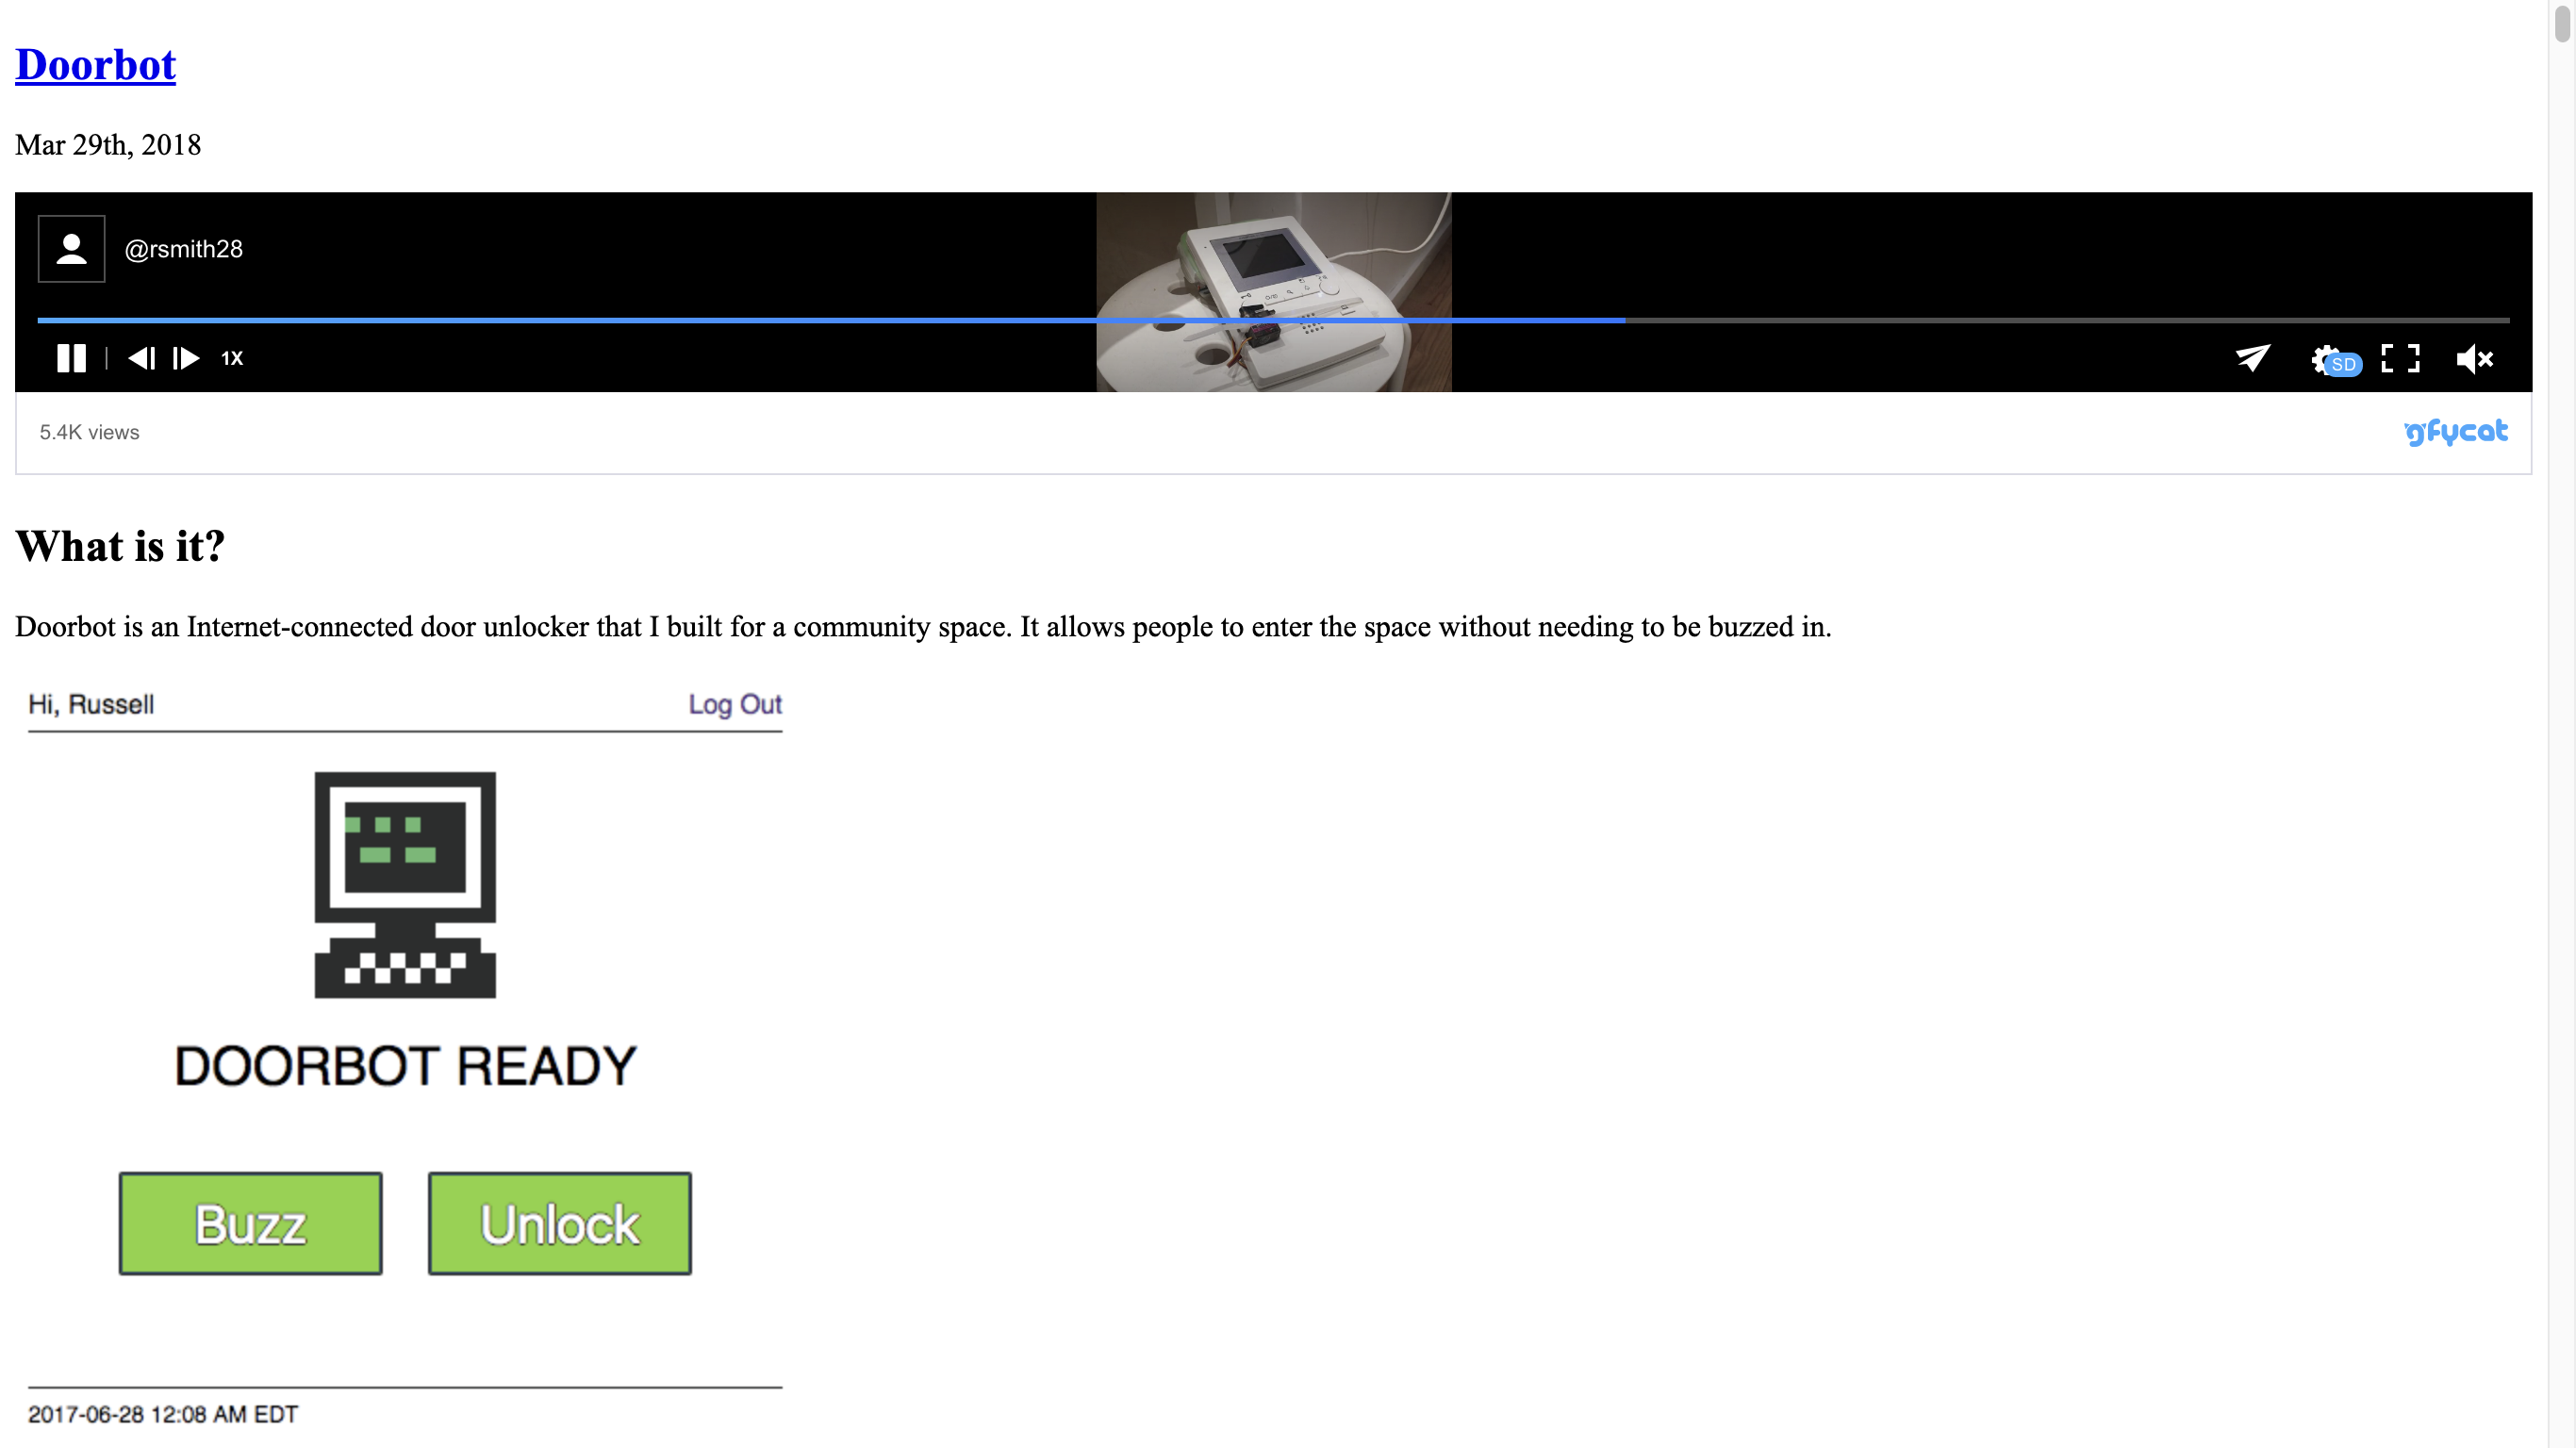 Doorbot
Mar 29th, 2018
@rsmith28
1X
SD
5.4K views
gfycat
What is it?
Doorbot is an Internet-connected door unlocker that I built for a community space. It allows people to enter the space without needing to be buzzed in.
Hi, Russell Log Out
DOORBOT READY
Buzz Unlock
2017-06-28 12:08 AM EDT